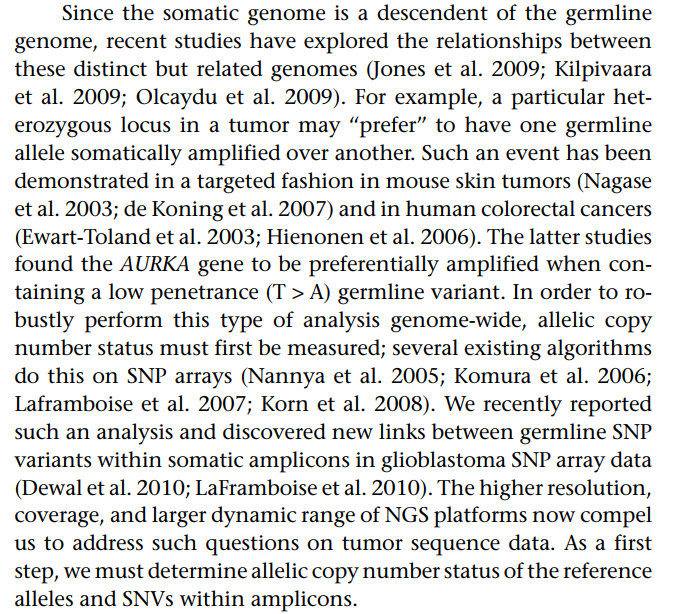 Since the somatic genome is a descendent of the germline
genome, recent studies have explored the relationships between
these distinct but related genomes (Jones et al. 2009; Kilpivaara
et al. 2009; Olcaydu et al. 2009). For example, a particular het-
erozygous locus in a tumor may “prefer” to have one germline
allele somatically amplified over another. Such an event has been
demonstrated in a targeted fashion in mouse skin tumors (Nagase
et al. 2003; de Koning et al. 2007) and in human colorectal cancers
(Ewart-Toland et al. 2003; Hienonen et al. 2006). The latter studies
found the AURKA gene to be preferentially amplified when con-
taining a low penetrance (T > A) germline variant. In order to ro-
bustly perform this type of analysis genome-wide, allelic copy
number status must first be measured; several existing algorithms
do this on SNP arrays (Nannya et al. 2005; Komura et al. 2006;
Laframboise et al. 2007; Korn et al. 2008). We recently reported
such an analysis and discovered new links between germline SNP
variants within somatic amplicons in glioblastoma SNP array data
(Dewal et al. 2010; LaFramboise et al. 2010). The higher resolution,
coverage, and larger dynamic range of NGS platforms now compel
us to address such questions on tumor sequence data. As a first
step, we must determine allelic copy number status of the reference
alleles and SNVs within amplicons.